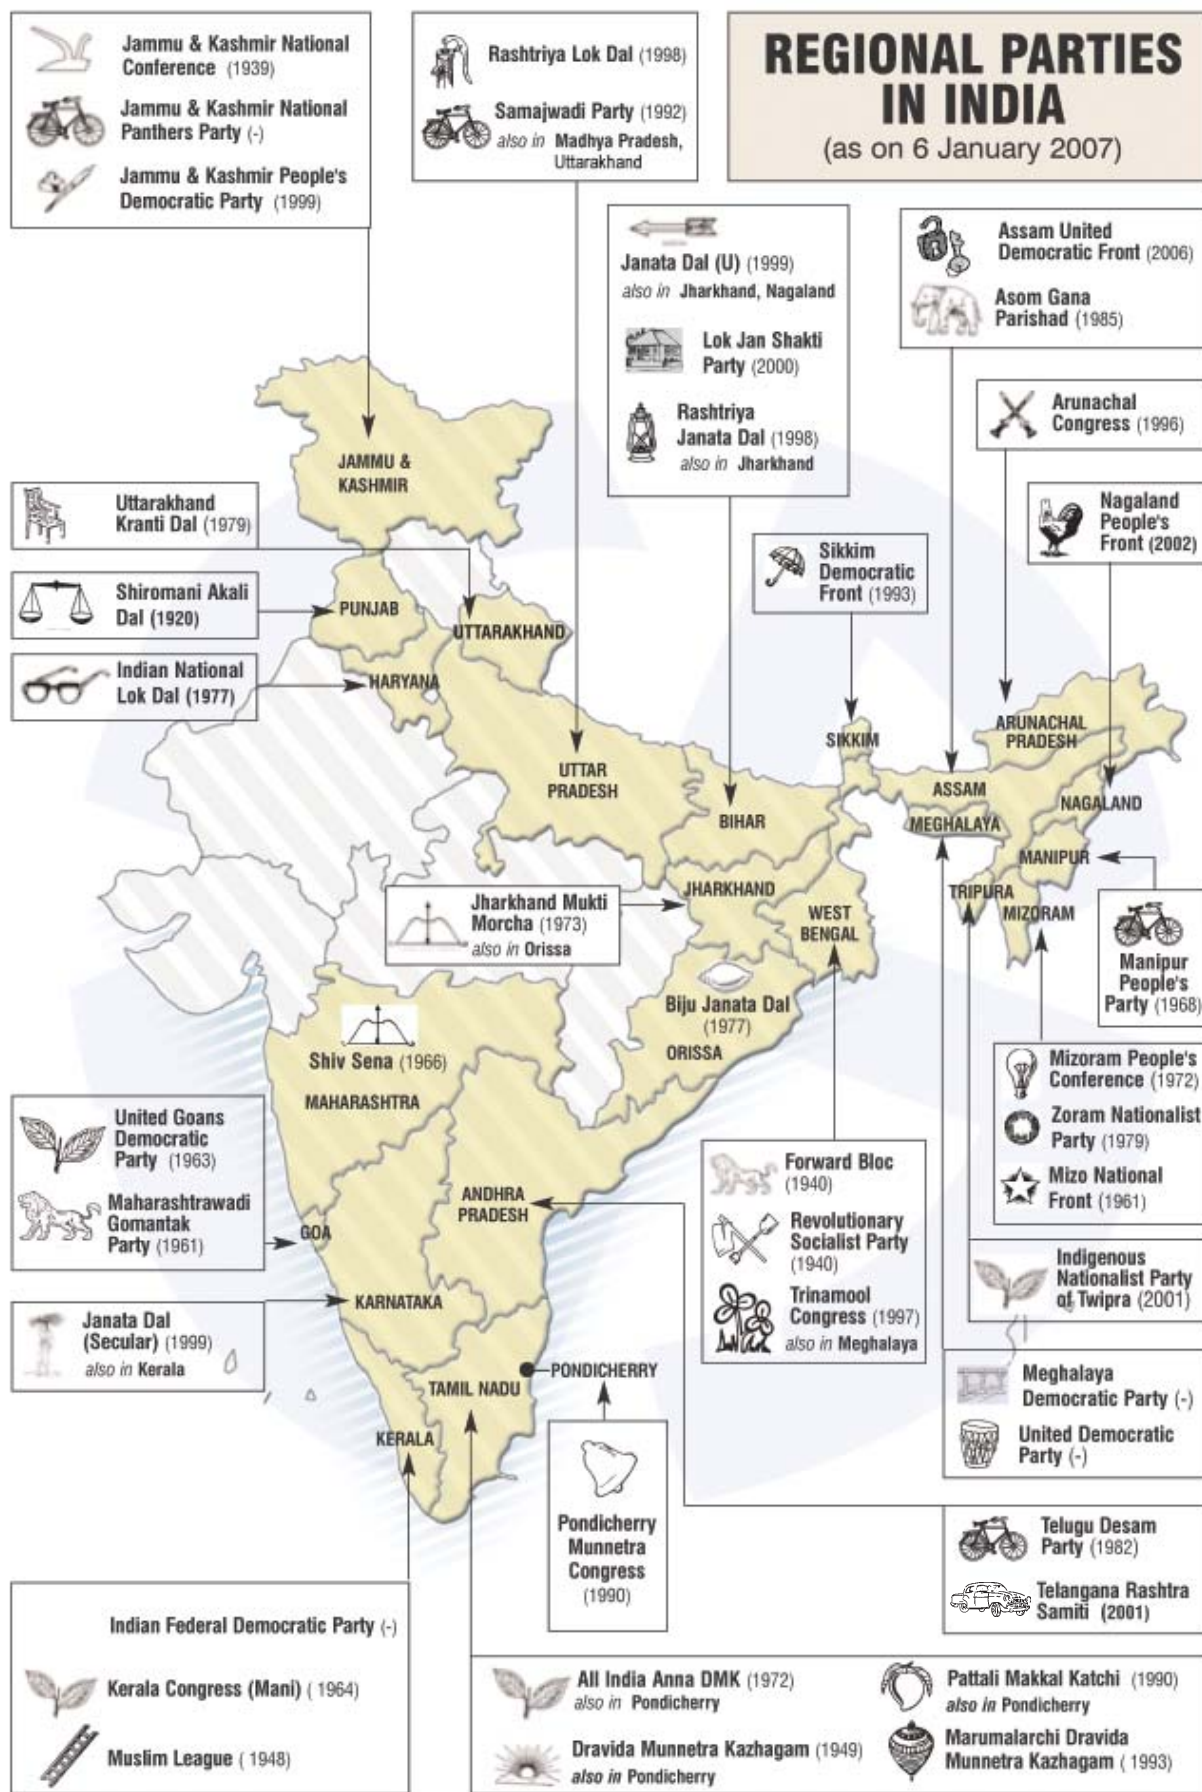 Jammu & Kashmir National
Conference (1939)
Jammu & Kashmir National
Panthers Party (-)
Jammu & Kashmir People's
Democratic Party (1999)
Rashtriya Lok Dal (1998)
Samajwadi Party (1992)
also in Madhya Pradesh,
Uttarakhand
REGIONAL PARTIES
IN INDIA
(as on 6 January 2007)
Janata Dal (U) (1999)
also in Jharkhand, Nagaland
Lok Jan Shakti
Party (2000)
Rashtriya
Janata Dal (1998)
also in Jharkhand
Assam United
Democratic Front (2006)
Asom Gana
Parishad (1985)
Arunachal
Congress (1996)
Nagaland
People's
Front (2002)
Sikkim
Democratic
Front (1993)
Uttarakhand
Kranti Dal (1979)
Shiromani Akali
Dal (1920)
Indian National
Lok Dal (1977)
JAMMU &
KASHMIR
PUNJAB
UTTARAKHAND
HARYANA
UTTAR
PRADESH
BIHAR
SIKKIM
ARUNACHAL
PRADESH
ASSAM
NAGALAND
MEGHALAYA
MANIPUR
TRIPURA
MIZORAM
JHARKHAND
WEST
BENGAL
Jharkhand Mukti
Morcha (1973)
also in Orissa
Manipur
People's
Party (1968)
Biju Janata Dal
(1977)
ORISSA
Shiv Sena (1966)
MAHARASHTRA
Mizoram People's
Conference (1972)
Zoram Nationalist
Party (1979)
Mizo National
Front (1961)
United Goans
Democratic
Party (1963)
Maharashtrawadi
Gomantak
Party (1961)
GOA
ANDHRA
PRADESH
Forward Bloc
(1940)
Revolutionary
Socialist Party
(1940)
Trinamool
Congress (1997)
also in Meghalaya
Indigenous
Nationalist Party
of Twipra (2001)
Janata Dal
(Secular) (1999)
also in Kerala
KARNATAKA
PONDICHERRY
TAMIL NADU
KERALA
Meghalaya
Democratic Party (-)
United Democratic
Party (-)
Pondicherry
Munnetra
Congress
(1990)
Telugu Desam
Party (1982)
Telangana Rashtra
Samiti (2001)
Indian Federal Democratic Party (-)
Kerala Congress (Mani) ( 1964)
Muslim League ( 1948)
All India Anna DMK (1972)
also in Pondicherry
Dravida Munnetra Kazhagam (1949)
also in Pondicherry
Pattali Makkal Katchi (1990)
also in Pondicherry
Marumalarchi Dravida
Munnetra Kazhagam ( 1993)